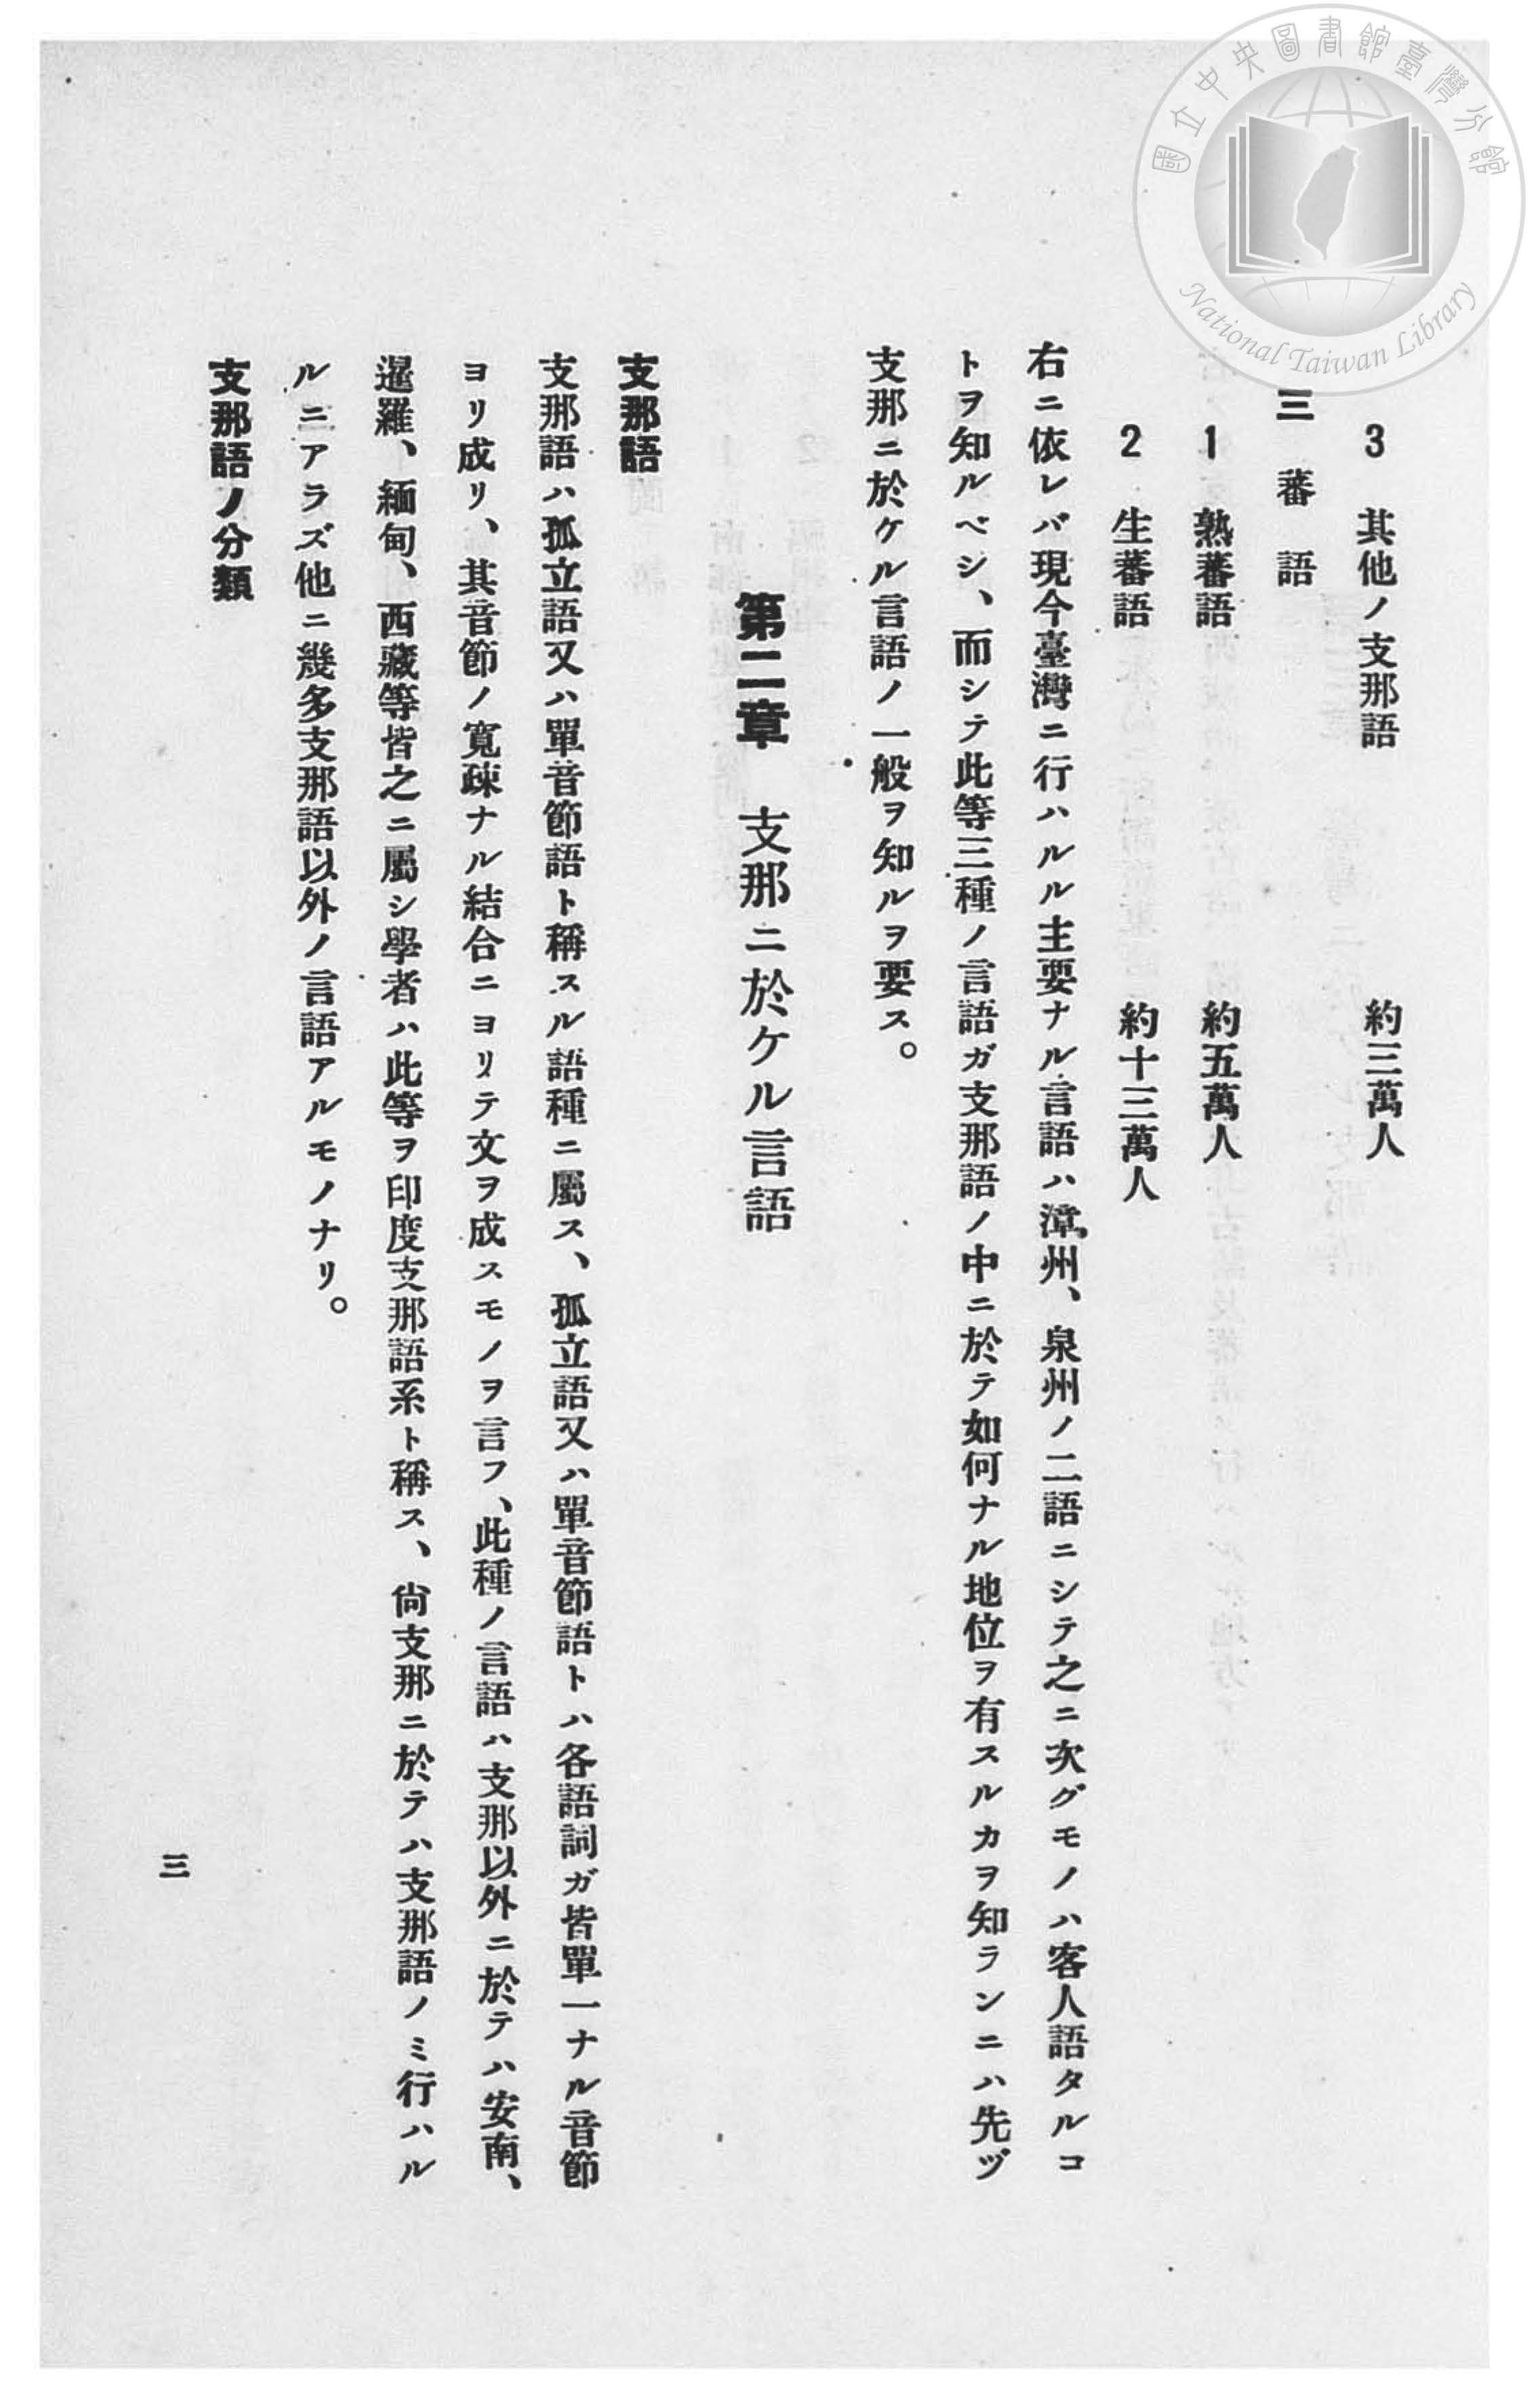 國立中央圖書館臺灣分館
National Taiwan Library
3 其他ノ支那語 約三萬人
三 蕃語
1 熟蕃語 約五萬人
2 生蕃語 約十三萬人
右ニ依レバ現今臺灣ニ行ハルル主要ナル言語ハ漳州、泉州ノ二語ニシテ之ニ次グモノハ客人語タルコ
トヲ知ルベシ、而シテ此等三種ノ言語ガ支那語ノ中ニ於テ如何ナル地位ヲ有スルカヲ知ランニハ先ヅ
支那ニ於ケル言語ノ一般ヲ知ルヲ要ス。
第二章 支那ニ於ケル言語
支那語
支那語ハ孤立語又ハ單音節語ト稱スル語種ニ屬ス、孤立語又ハ單音節語トハ各語詞ガ皆單一ナル音節
ヨリ成リ、其音節ノ寬疎ナル結合ニヨリテ文ヲ成スモノヲ言フ、此種ノ言語ハ支那以外ニ於テハ安南、
暹羅、緬甸、西藏等皆之ニ屬シ學者ハ此等ヲ印度支那語系ト稱ス、尙支那ニ於テハ支那語ノミ行ハル
ルニアラズ他ニ幾多支那語以外ノ言語アルモノナリ。
支那語ノ分類
三